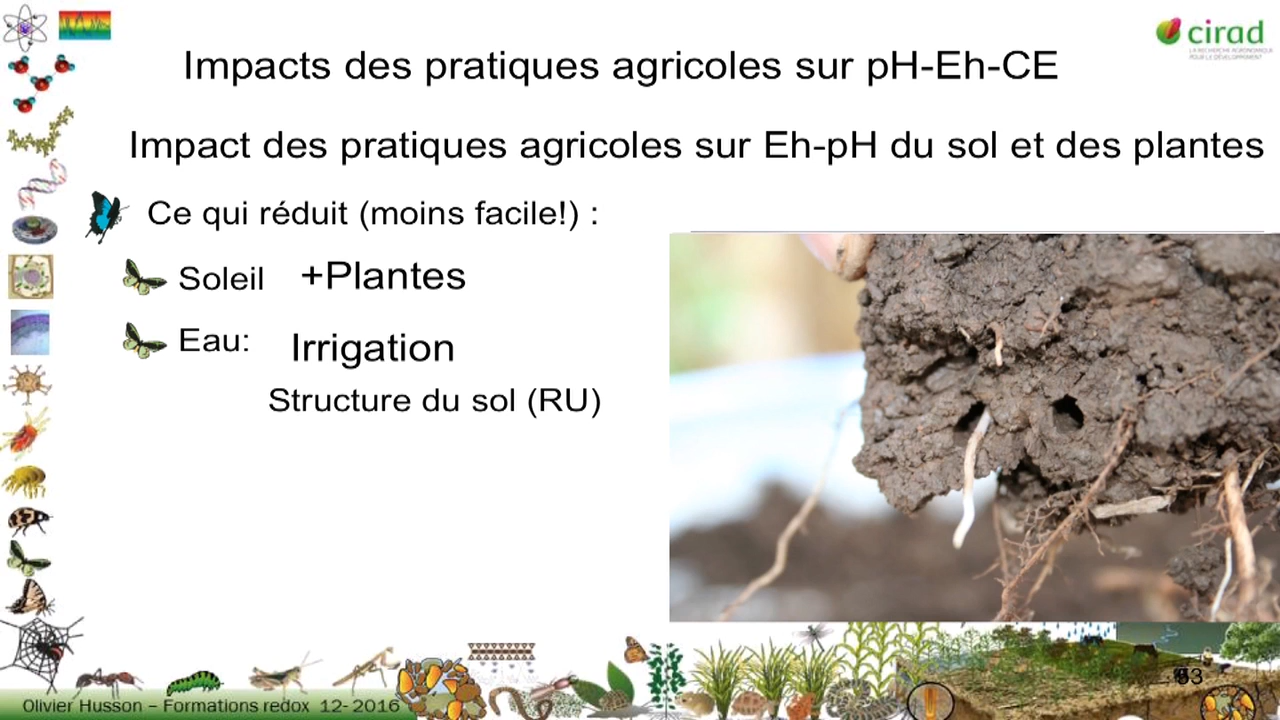 cirad
LA RECHERCHE AGRONOMIQUE
POUR LE DÉVELOPPEMENT
Impacts des pratiques agricoles sur pH-Eh-CE
Impact des pratiques agricoles sur Eh-pH du sol et des plantes
Ce qui réduit (moins facile!) :
Soleil +Plantes
Eau: Irrigation
Structure du sol (RU)
Olivier Husson – Formations redox 12- 2016